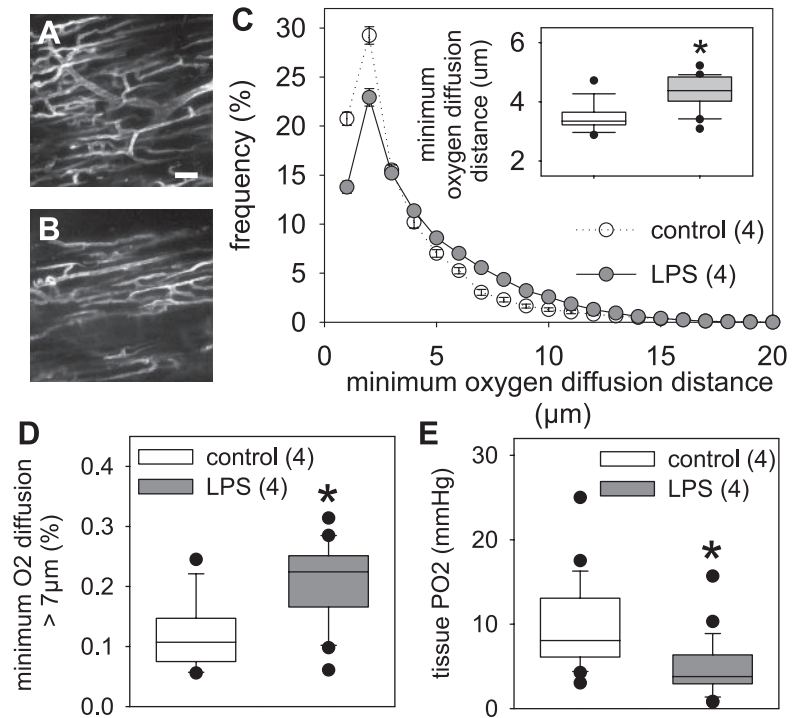 A
B
C
frequency (%)
30
25
20
15
10
5
0
0
5
10
15
20
minimum oxygen diffusion distance
(µm)
control (4)
LPS (4)
minimum
oxygen diffusion
distance (um)
6
4
2
*
D
minimum O2 diffusion
> 7µm (%)
0.4
0.3
0.2
0.1
0.0
control (4)
LPS (4)
*
E
tissue PO2 (mmHg)
30
20
10
0
control (4)
LPS (4)
*